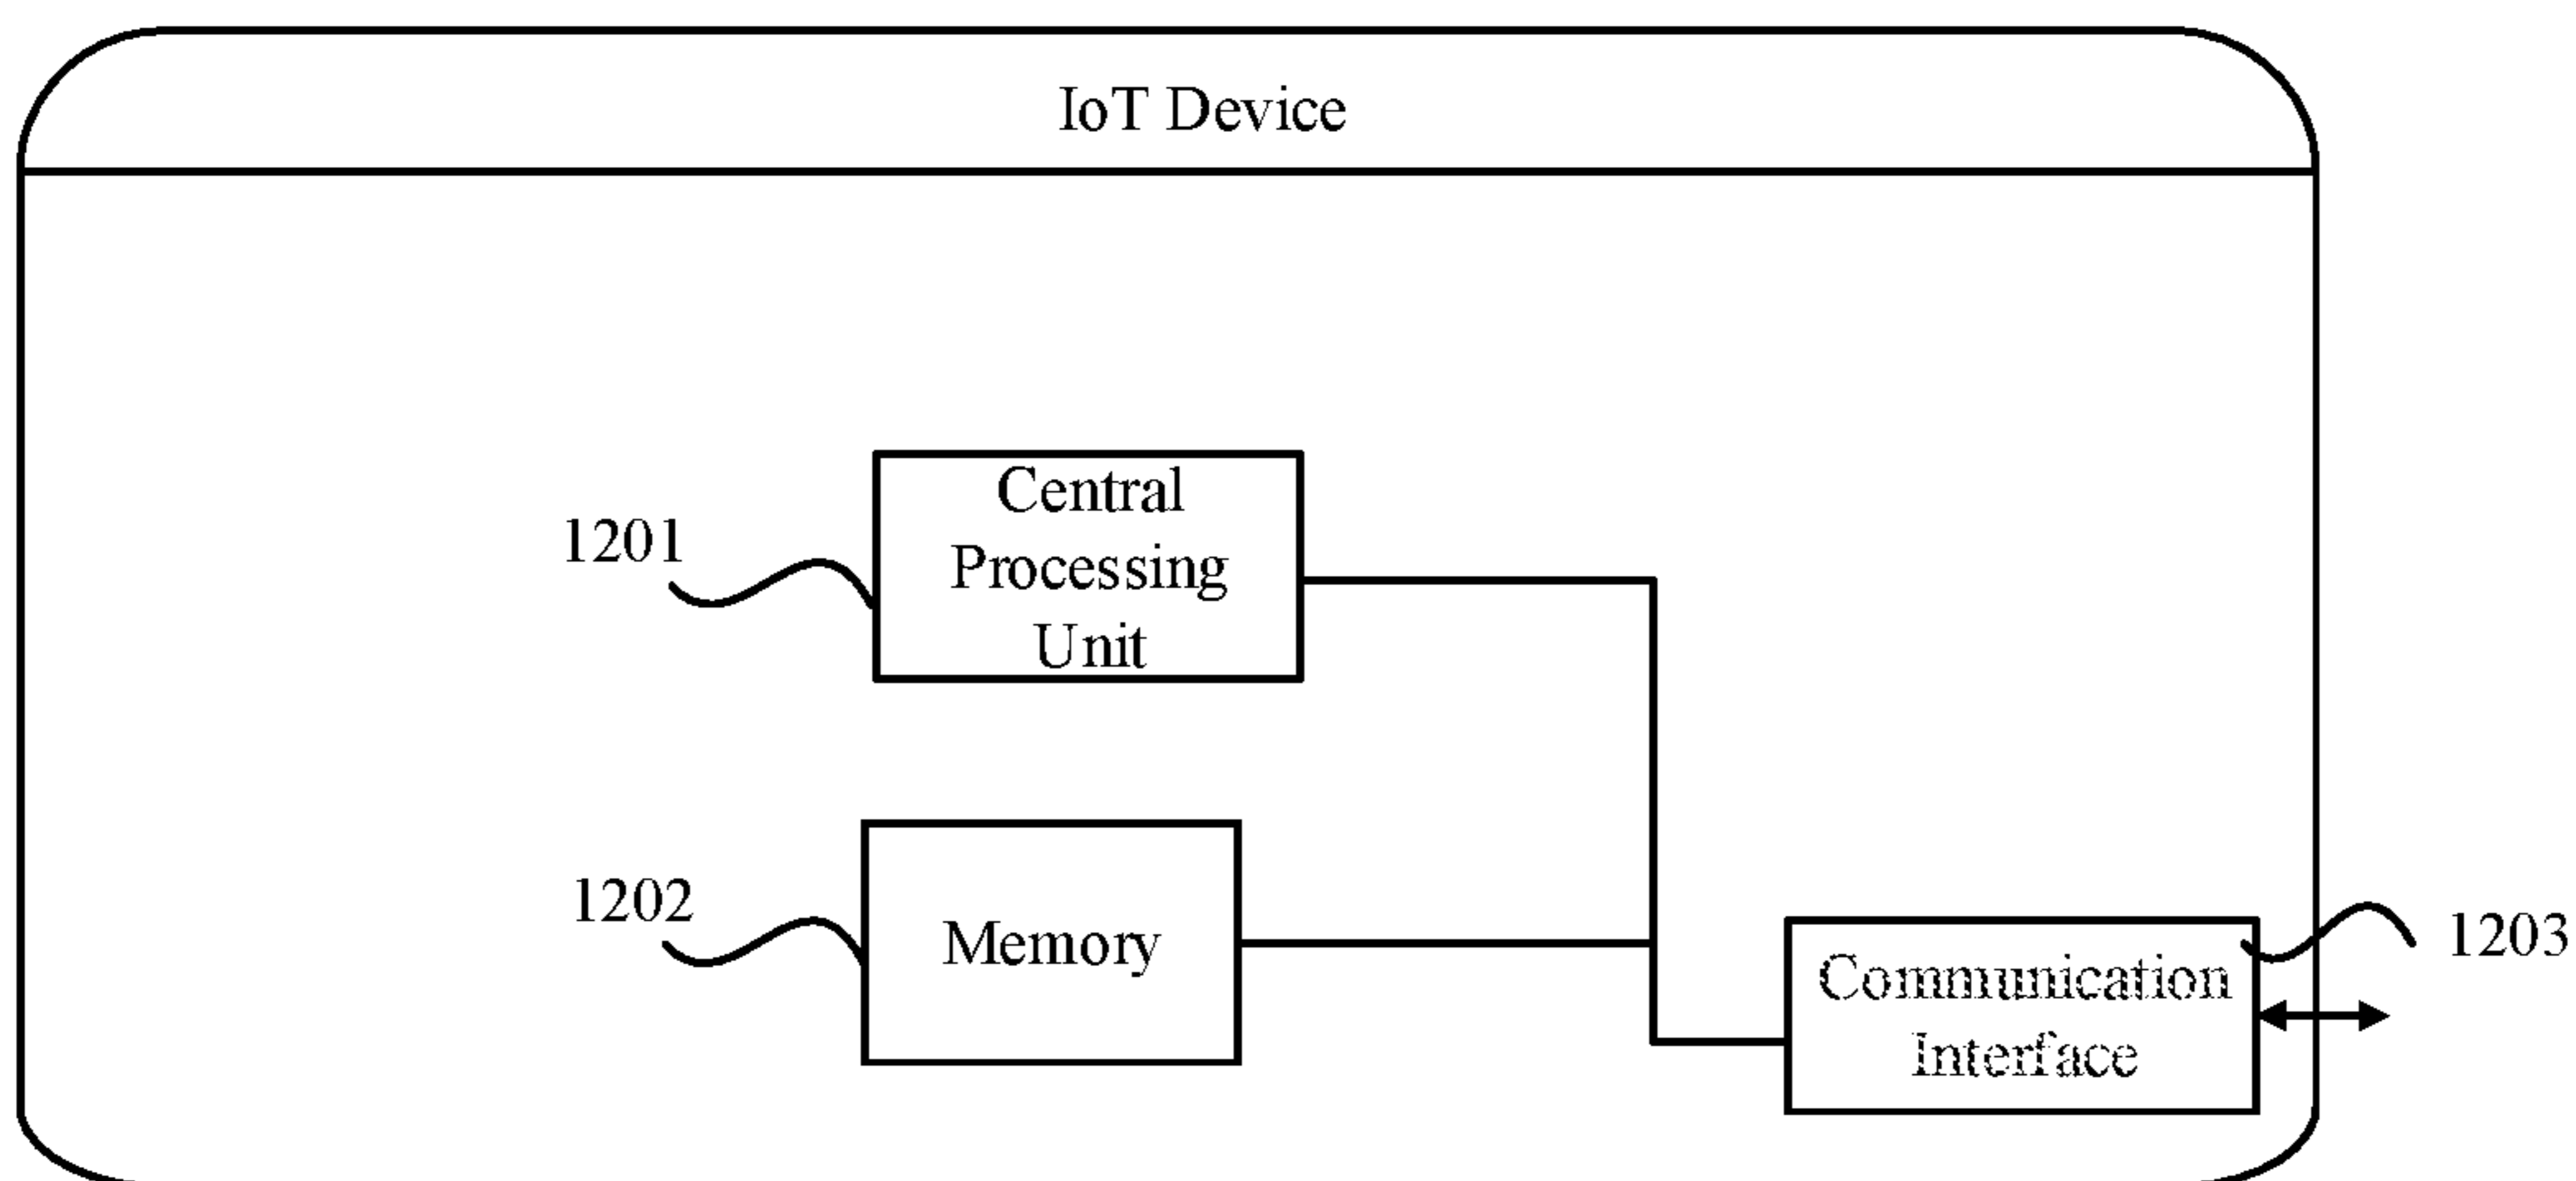 IoT Device
Central
Processing
Unit
1201
Memory
1202
Communication
Interface
1203